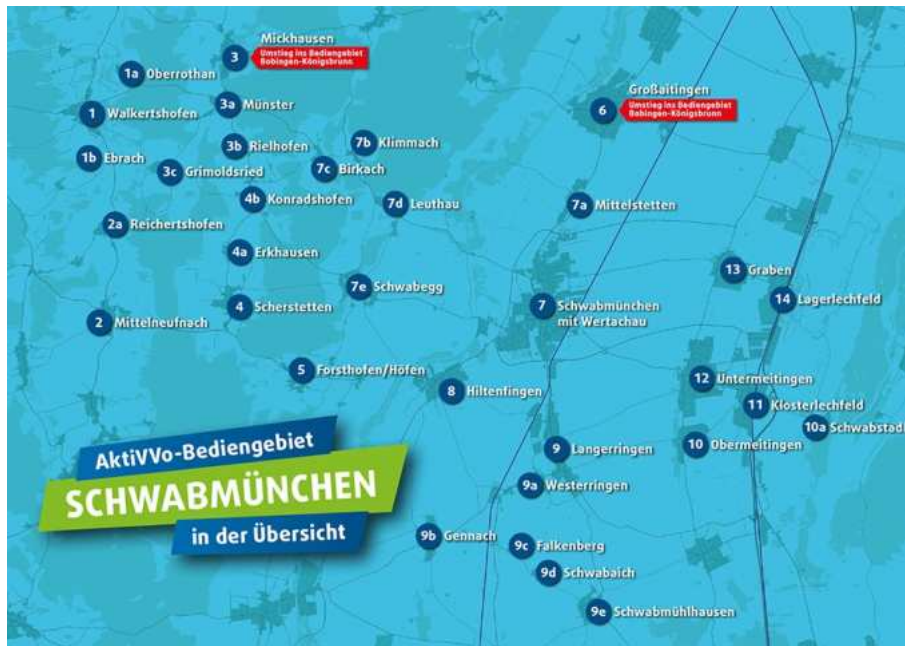 3 Mickhausen
Umstieg ins Bediengebiet
Bobingen-Königsbrunn
1a Oberrothan
3a Münster
1 Walkertshofen
6 Großaitingen
Umstieg ins Bediengebiet
Bobingen-Königsbrunn
3b Rielhofen
7b Klimmach
1b Ebrach
3c Grimoldsried
7c Birkach
4b Konradshofen
7d Leuthau
7a Mittelstetten
2a Reichertshofen
4a Erkhausen
13 Graben
7e Schwabegg
14 Lagerlechfeld
4 Scherstetten
7 Schwabmünchen
mit Wertachau
2 Mittelneufnach
5 Forsthofen/Höfen
12 Untermeitingen
8 Hiltenfingen
11 Klosterlechfeld
10a Schwabstadl
10 Obermeitingen
9 Langerringen
AktiVVo-Bediengebiet
SCHWABMÜNCHEN
in der Übersicht
9a Westerringen
9b Gennach
9c Falkenberg
9d Schwabaich
9e Schwabmühlhausen